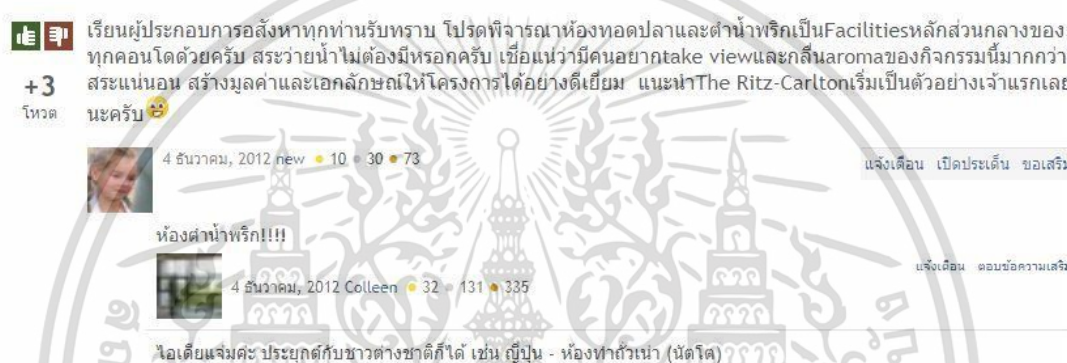 เรียนผู้ประกอบการอสังหาทุกท่านรับทราบ โปรดพิจารณาห้องทอดปลาและตำน้ำพริกเป็นFacilitiesหลักส่วนกลางของ
ทุกคอนโดด้วยครับ สระว่ายน้ำไม่ต้องมีหรอกครับ เชื่อแน่ว่ามีคนอยากtake viewและกลิ่นaromaของกิจกรรมนี้มากกว่า
+3 สระแน่นอน สร้างมูลค่าและเอกลักษณ์ให้โครงการได้อย่างดีเยี่ยม แนะนำThe Ritz-Carltonเริ่มเป็นตัวอย่างเจ้าแรกเลย
โหวต นะครับ
4 ธันวาคม, 2012 new 10 30 73 แจ้งเตือน เปิดประเด็น ขอเสริม
ห้องตำน้ำพริก!!!!
4 ธันวาคม, 2012 Colleen 32 131 335 แจ้งเตือน ตอบข้อความเสริม
ไอเดียแจ่มค่ะ ประยุกต์กับชาวต่างชาติก็ได้ เช่น ญี่ปุ่น - ห้องทำถั่วเน่า (นัตโต)